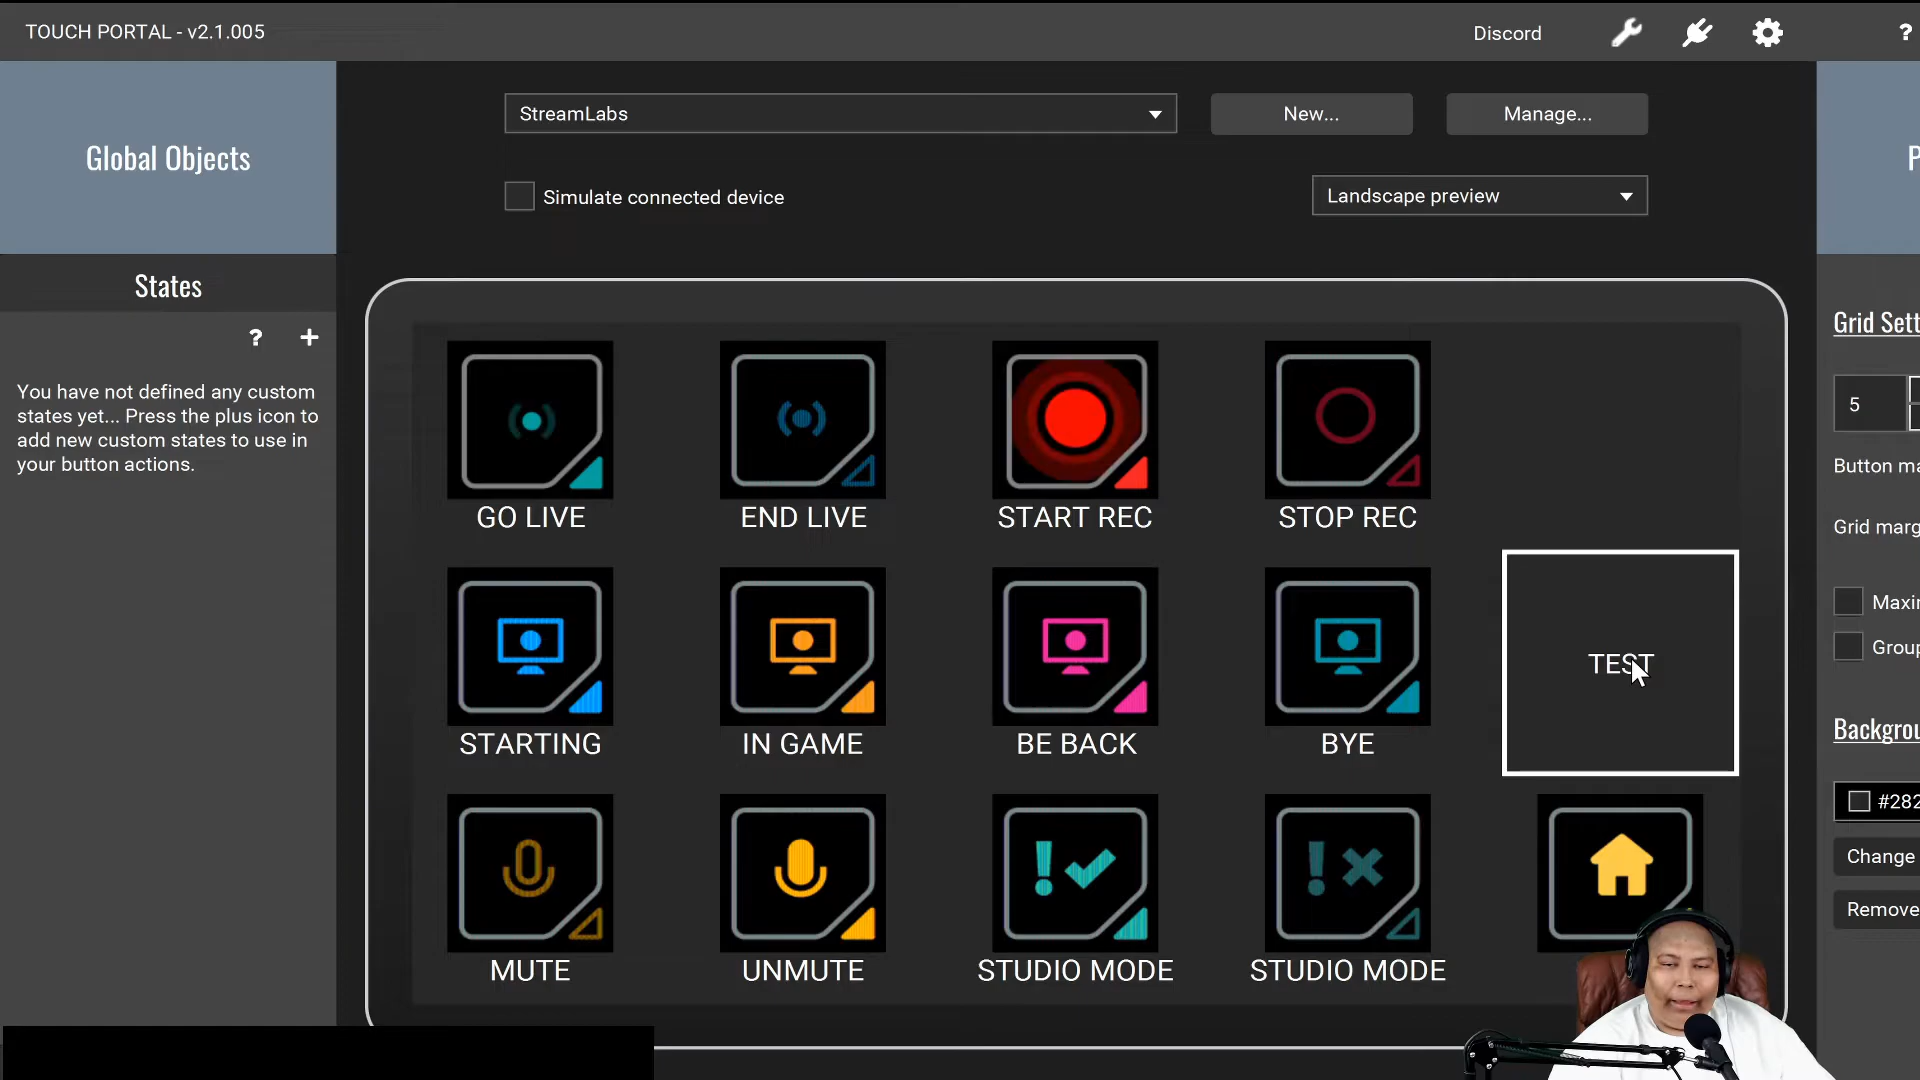 TOUCH PORTAL - v2.1.005
Discord
?
Global Objects
StreamLabs
New...
Manage...
P
Simulate connected device
Landscape preview
States
? +
You have not defined any custom
states yet... Press the plus icon to
add new custom states to use in
your button actions.
Grid Sett
5
Button ma
Grid marg
Maxin
Group
Backgrou
#282
Change
Remove
GO LIVE
END LIVE
START REC
STOP REC
STARTING
IN GAME
BE BACK
BYE
TEST
MUTE
UNMUTE
STUDIO MODE
STUDIO MODE